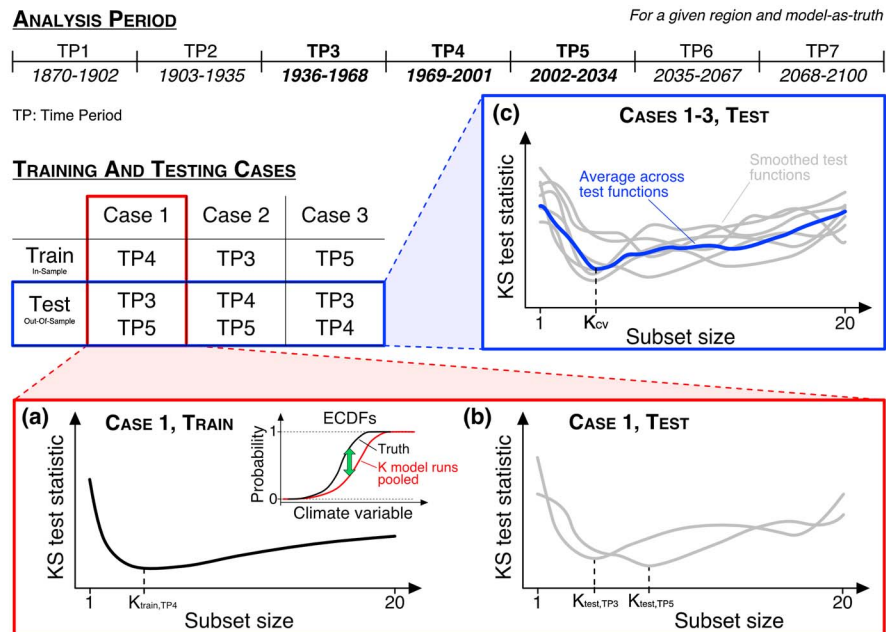 ANALYSIS PERIOD
For a given region and model-as-truth
TP1 TP2 TP3 TP4 TP5 TP6 TP7
1870-1902 1903-1935 1936-1968 1969-2001 2002-2034 2035-2067 2068-2100
TP: Time Period
TRAINING AND TESTING CASES
Case 1 Case 2 Case 3
Train TP4 TP3 TP5
In-Sample
Test TP3 TP4 TP3
Out-Of-Sample
TP5 TP5 TP4
(c) CASES 1-3, TEST
KS test statistic
Average across
test functions
Smoothed test
functions
1 KCV 20
Subset size
(a) CASE 1, TRAIN
KS test statistic
ECDFs
Probability
1
0
Truth
K model runs
pooled
Climate variable
1 Ktrain,TP4 20
Subset size
(b) CASE 1, TEST
KS test statistic
1 Ktest,TP3 Ktest,TP5 20
Subset size